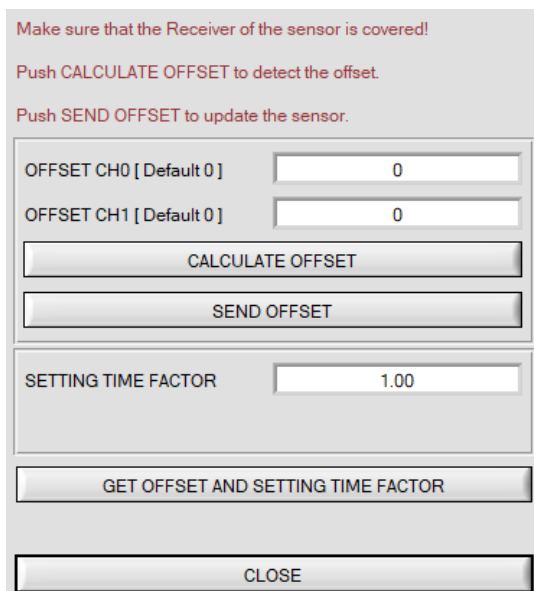 Make sure that the Receiver of the sensor is covered!
Push CALCULATE OFFSET to detect the offset.
Push SEND OFFSET to update the sensor.
OFFSET CH0 [ Default 0 ] 0
OFFSET CH1 [ Default 0 ] 0
CALCULATE OFFSET
SEND OFFSET
SETTING TIME FACTOR 1.00
GET OFFSET AND SETTING TIME FACTOR
CLOSE